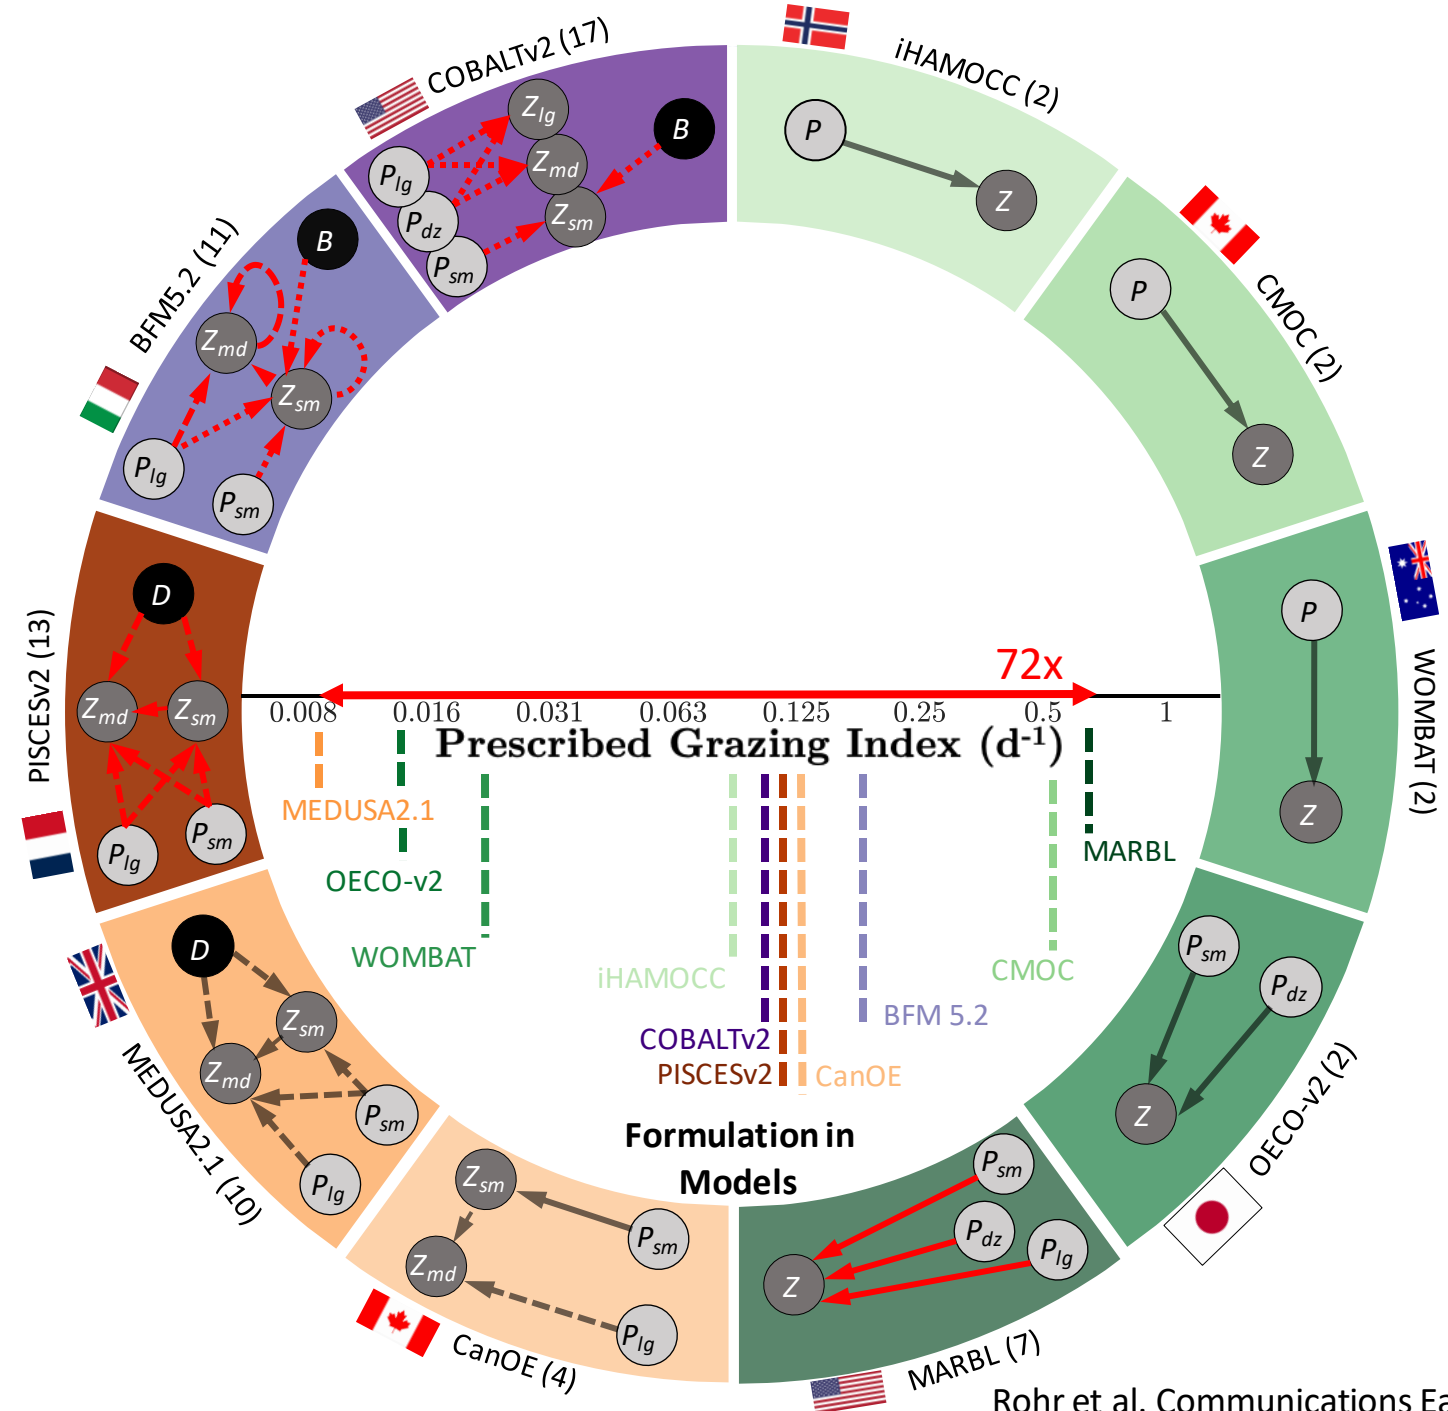 COBALTv2 (17)
Zlg
Zmd
Zsm
B
Plg
Pdz
Psm
iHAMOCC (2)
P
Z
CMOC (2)
P
Z
WOMBAT (2)
P
Z
OECO-v2 (2)
Psm
Pdz
Z
MARBL (7)
Psm
Pdz
Plg
Z
CanOE (4)
Zsm
Psm
Zmd
Plg
MEDUSA2.1 (10)
D
Zsm
Zmd
Psm
Plg
PISCESv2 (13)
D
Zmd
Zsm
Plg
Psm
BFM5.2 (11)
B
Zmd
Zsm
Plg
Psm
72x
0.008 0.016 0.031 0.063 0.125 0.25 0.5 1
Prescribed Grazing Index (d-1)
MEDUSA2.1
MARBL
OECO-v2
WOMBAT
iHAMOCC
CMOC
BFM 5.2
COBALTv2
PISCESv2
CanOE
Formulation in
Models
Rohr et al. Communications Ea